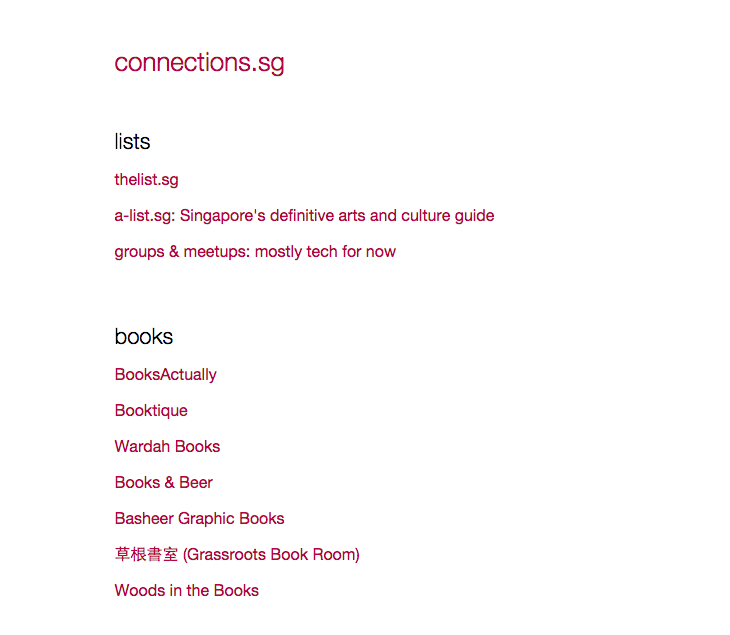 connections.sg
lists
thelist.sg
a-list.sg: Singapore's definitive arts and culture guide
groups & meetups: mostly tech for now
books
BooksActually
Booktique
Wardah Books
Books & Beer
Basheer Graphic Books
草根書室 (Grassroots Book Room)
Woods in the Books